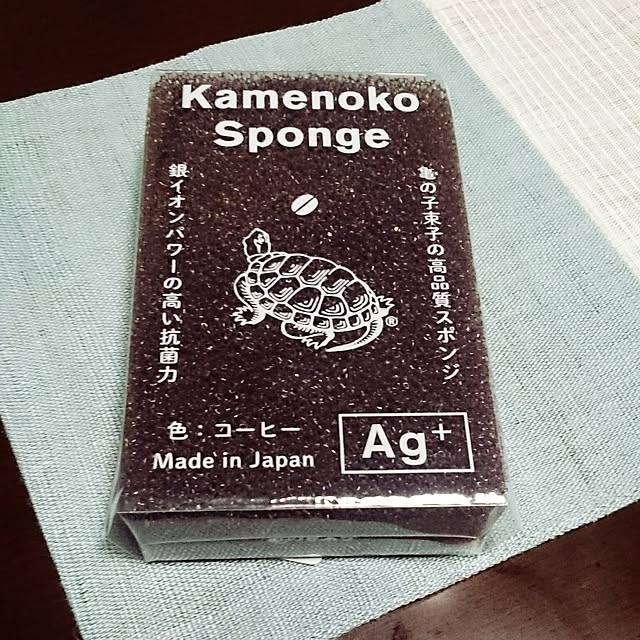 Kamenoko
Sponge
亀の子束子の高品質スポンジ
銀イオンパワーの高い抗菌力
®
色：コーヒー
Made in Japan
Ag+